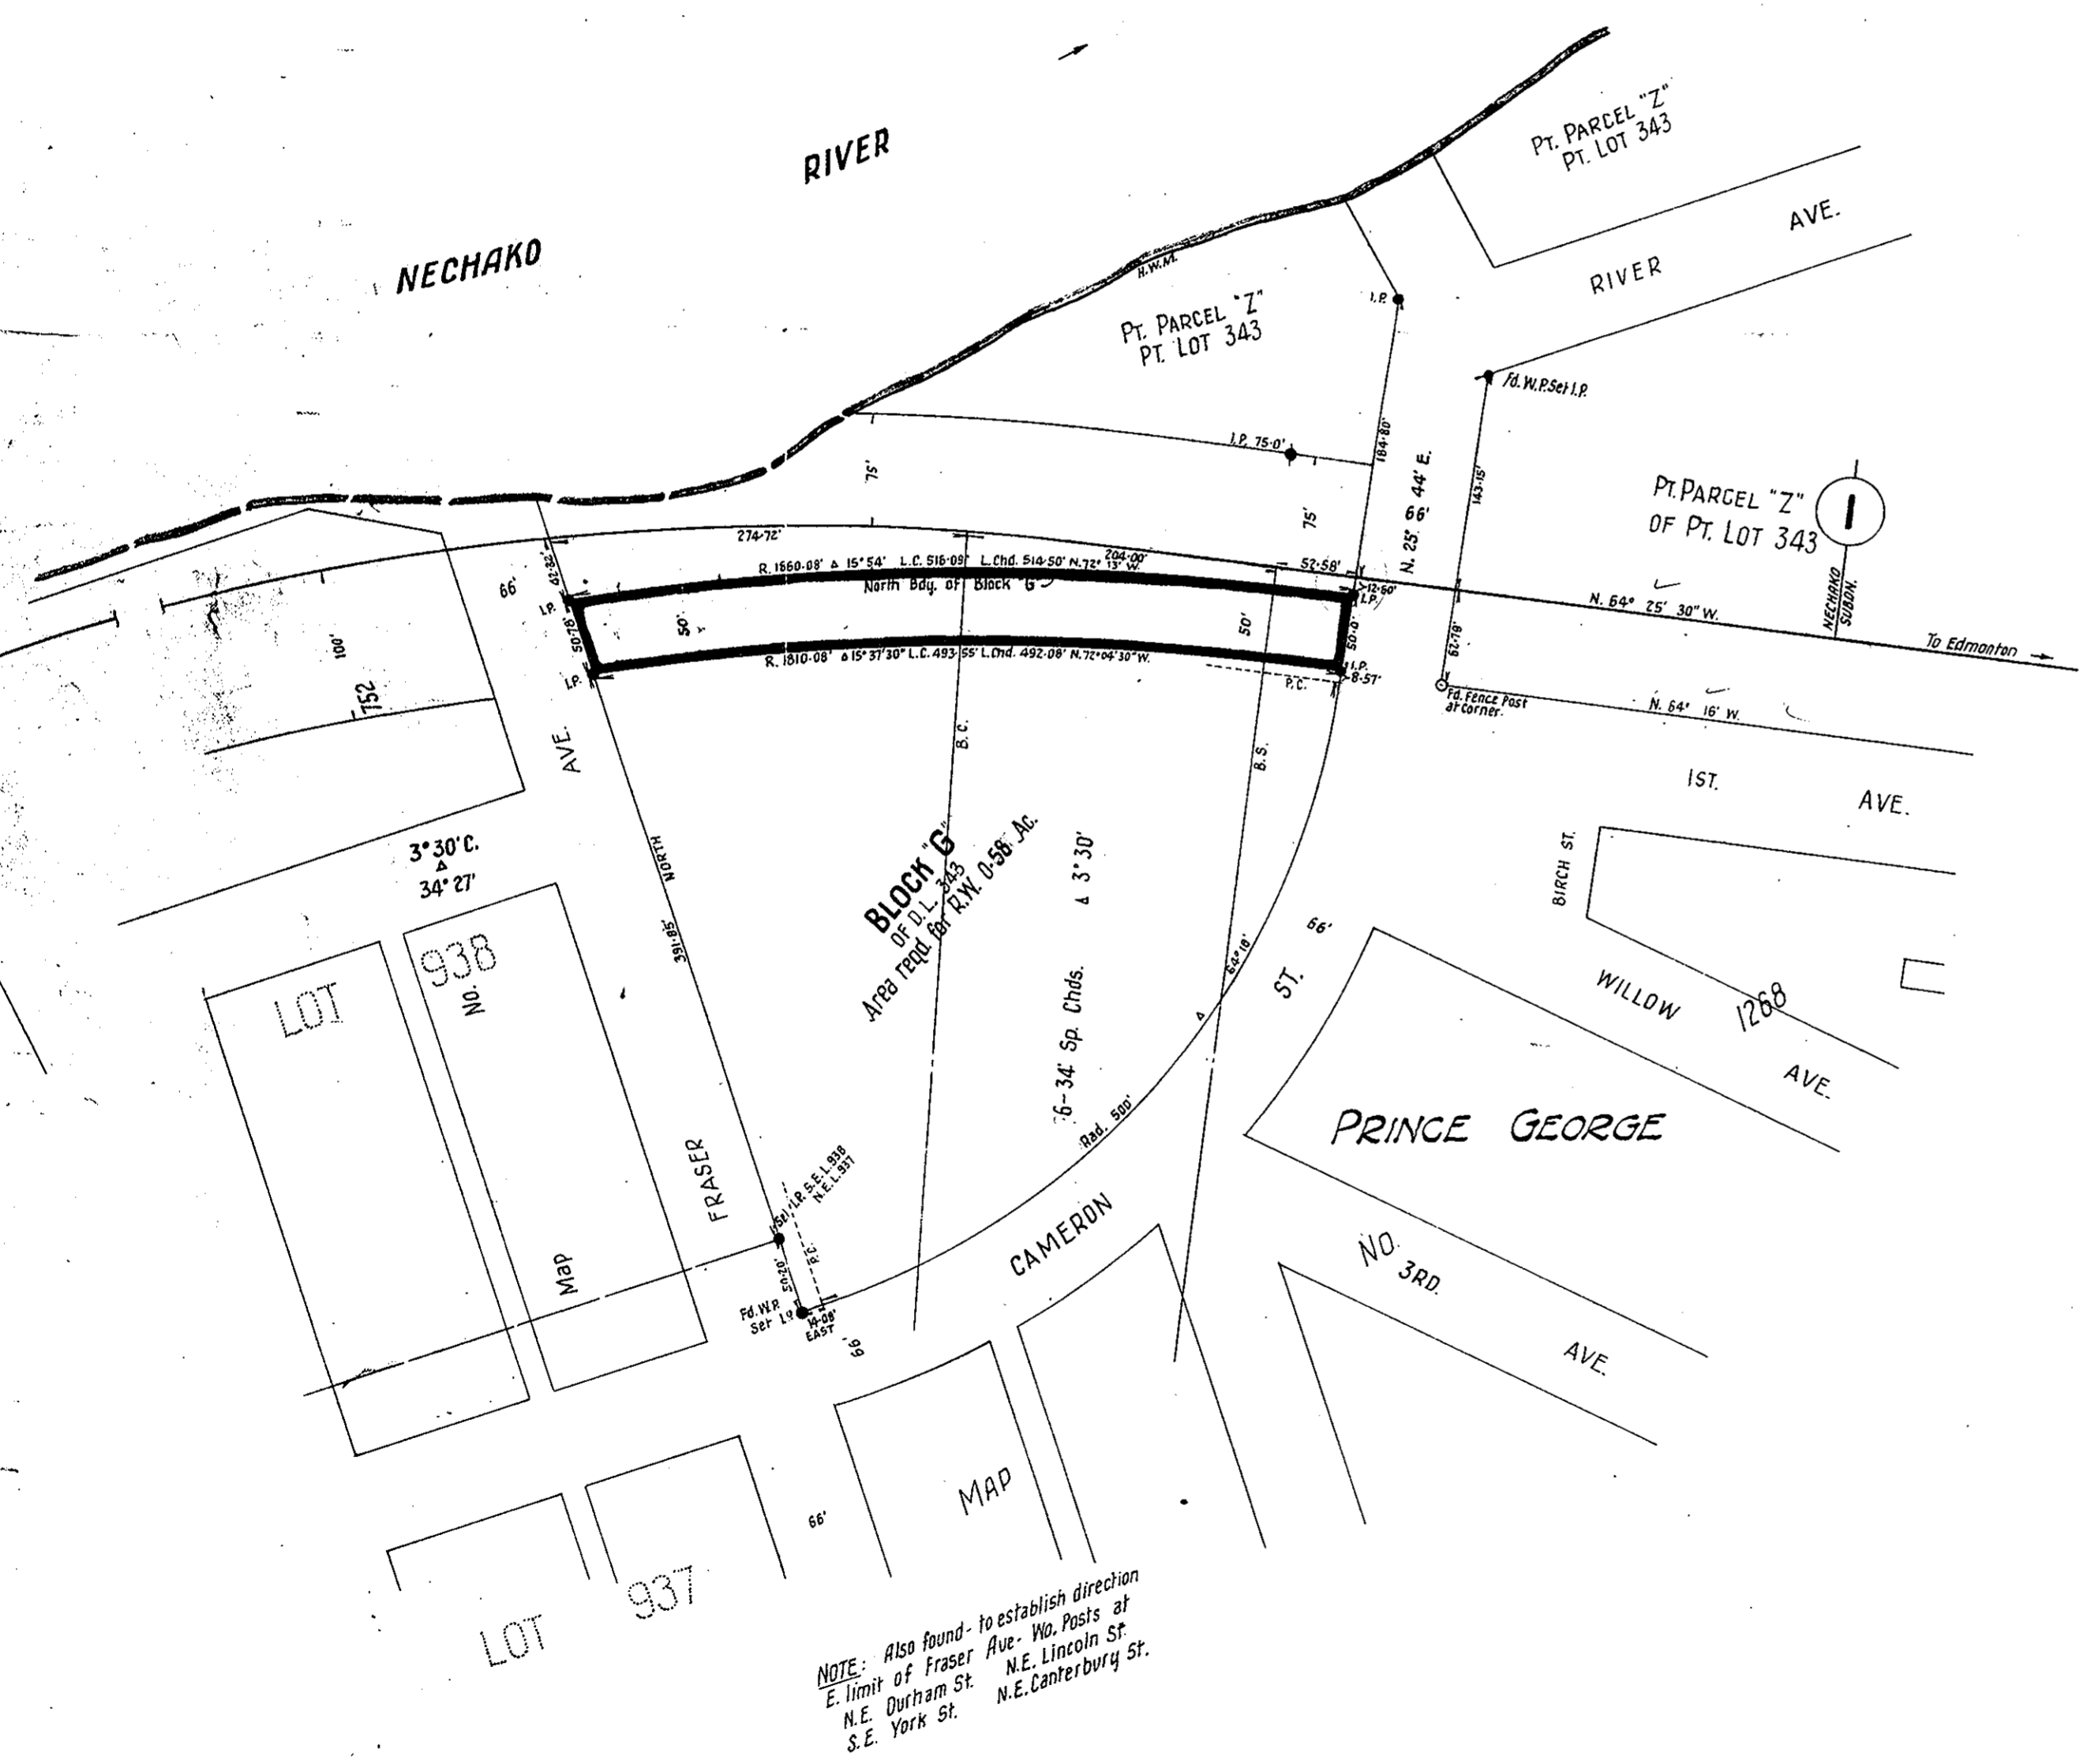 NECHAKO
RIVER
PT. PARCEL "Z"
PT. LOT 343
AVE.
RIVER
H.W.M.
PT. PARCEL "Z"
PT. LOT 343
I.P.
Fd. W.P. Set I.P.
I.P. 75.0'
184.80'
N. 25° 44' E.
66'
143.15'
PT. PARCEL "Z"
OF PT. LOT 343
1
NECHAKO
SUBDN.
75'
75'
274.72'
204.00'
52.58'
42.82'
66'
R. 1860.08' Δ 15° 54' L.C. 516.09' L.Chd. 514.50' N.72° 13' W.
North Bdy. of Block "G"
12.60'
I.P.
I.P.
N. 64° 25' 30" W.
To Edmonton
50.78'
50'
50'
50.0'
62.79'
100'
752
R. 1810.08' Δ 15° 37' 30" L.C. 493.55' L.Chd. 492.08' N.72° 04' 30" W.
I.P.
I.P.
8.57'
P.C.
Fd. Fence Post
at corner.
N. 64° 16' W.
AVE.
B.C.
B.S.
1ST.
AVE.
BIRCH ST.
3° 30' C.
Δ
34° 27'
NORTH
391.85'
BLOCK "G"
OF D.L. 343
Area reqd. for R.W. 0.58 Ac.
Δ 3° 30'
6-34' Sp. Chds.
66'
64° 18'
Δ
ST.
WILLOW
1268
AVE.
LOT
938
No.
Rad. 500'
PRINCE GEORGE
FRASER
Set I.P. S.E.L. 938
N.E.L. 937
P.C.
50.20'
Fd. W.P.
Set I.P.
14.08'
EAST
66'
CAMERON
NO.
3RD.
AVE.
Map
MAP
66'
LOT
937
NOTE: Also found - to establish direction
E. limit of Fraser Ave - Wo. Posts at
N.E. Durham St. N.E. Lincoln St.
S.E. York St. N.E. Canterbury St.